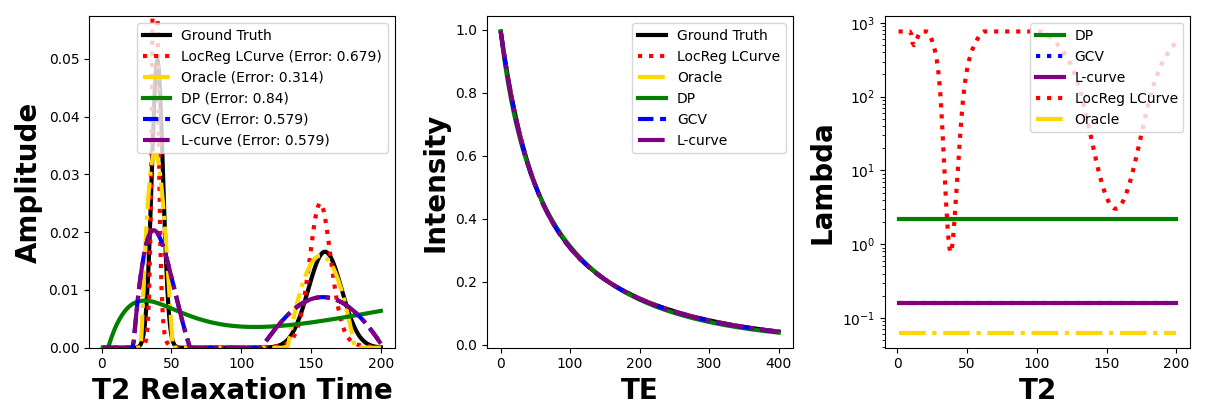 Amplitude
0.05
0.04
0.03
0.02
0.01
0.00
0
50
100
150
200
T2 Relaxation Time
Ground Truth
LocReg LCurve (Error: 0.679)
Oracle (Error: 0.314)
DP (Error: 0.84)
GCV (Error: 0.579)
L-curve (Error: 0.579)
Intensity
1.0
0.8
0.6
0.4
0.2
0.0
0
100
200
300
400
TE
Ground Truth
LocReg LCurve
Oracle
DP
GCV
L-curve
Lambda
10³
10²
10¹
10⁰
10⁻¹
0
50
100
150
200
T2
DP
GCV
L-curve
LocReg LCurve
Oracle